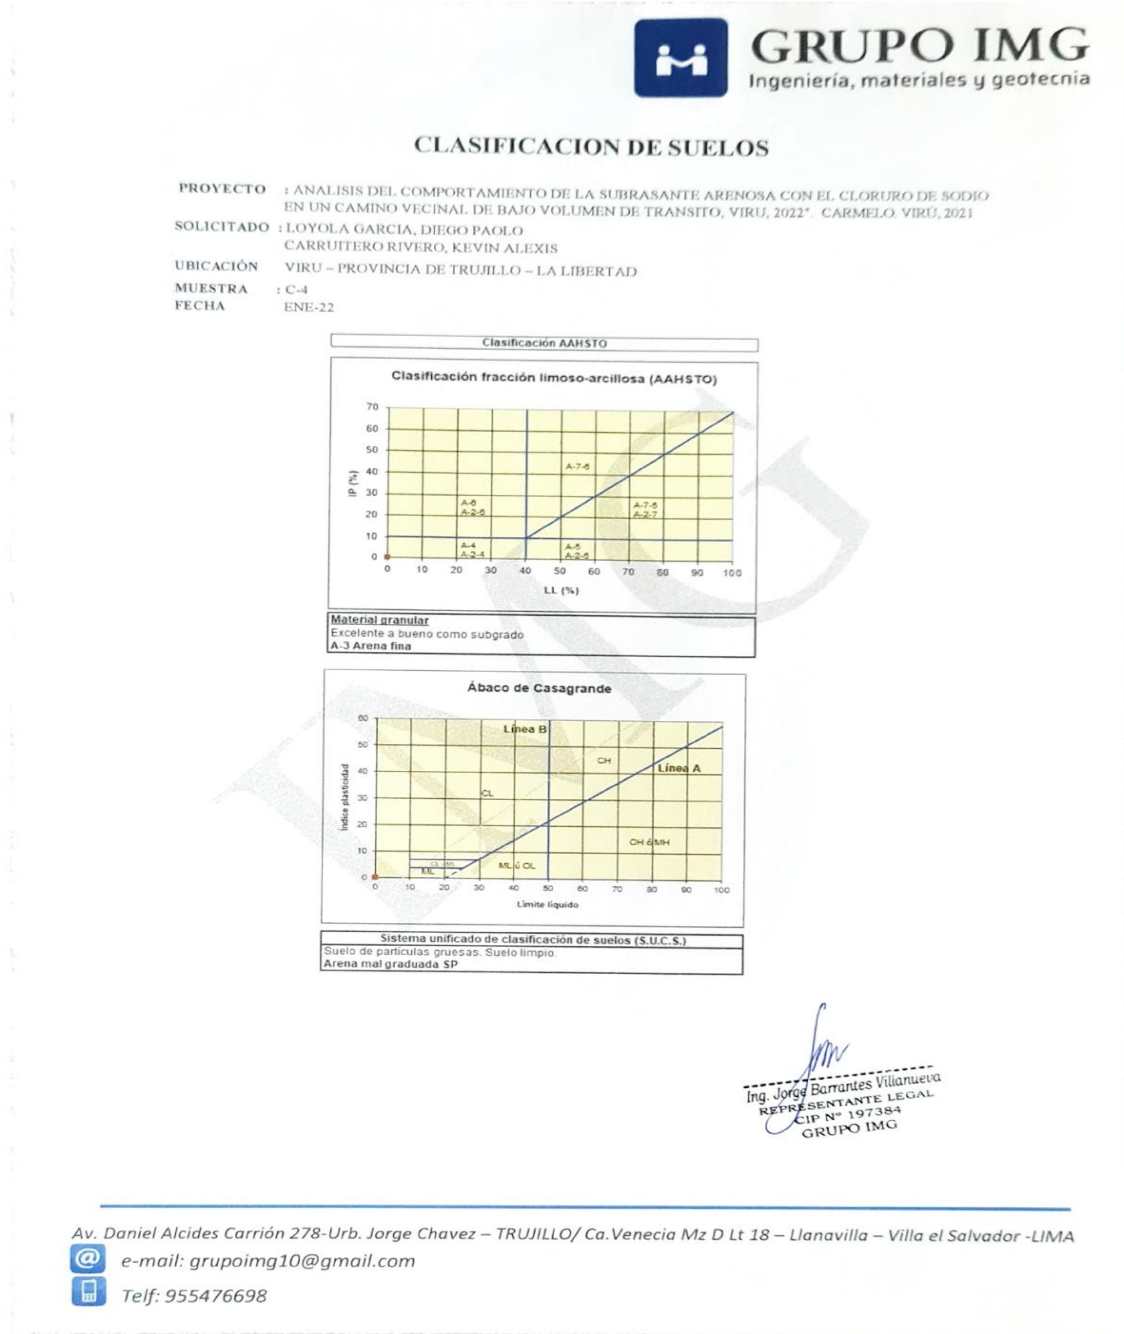 GRUPO IMG
Ingeniería, materiales y geotecnia
CLASIFICACION DE SUELOS
PROYECTO : ANALISIS DEL COMPORTAMIENTO DE LA SUBRASANTE ARENOSA CON EL CLORURO DE SODIO
EN UN CAMINO VECINAL DE BAJO VOLUMEN DE TRANSITO, VIRU, 2022". CARMELO. VIRÚ, 2021
SOLICITADO : LOYOLA GARCIA, DIEGO PAOLO
CARRUITERO RIVERO, KEVIN ALEXIS
UBICACIÓN VIRU – PROVINCIA DE TRUJILLO – LA LIBERTAD
MUESTRA : C-4
FECHA ENE-22
Clasificación AAHSTO
Clasificación fracción limoso-arcillosa (AAHSTO)
70
60
50
40
30
20
10
0
IP (%)
A-7-6
A-6
A-2-6
A-7-5
A-2-7
A-4
A-2-4
A-5
A-2-5
0 10 20 30 40 50 60 70 80 90 100
LL (%)
Material granular
Excelente a bueno como subgrado
A-3 Arena fina
Ábaco de Casagrande
60
50
40
30
20
10
0
Indice plasticidad
Línea B
CH
Línea A
CL
OH ó MH
CL-ML
ML
ML ú OL
0 10 20 30 40 50 60 70 80 90 100
Limite líquido
Sistema unificado de clasificación de suelos (S.U.C.S.)
Suelo de partículas gruesas. Suelo limpio.
Arena mal graduada SP
IMG
Ing. Jorge Barrantes Villanueva
REPRESENTANTE LEGAL
CIP Nº 197384
GRUPO IMG
Av. Daniel Alcides Carrión 278-Urb. Jorge Chavez – TRUJILLO/ Ca.Venecia Mz D Lt 18 – Llanavilla – Villa el Salvador -LIMA
@ e-mail: grupoimg10@gmail.com
Telf: 955476698